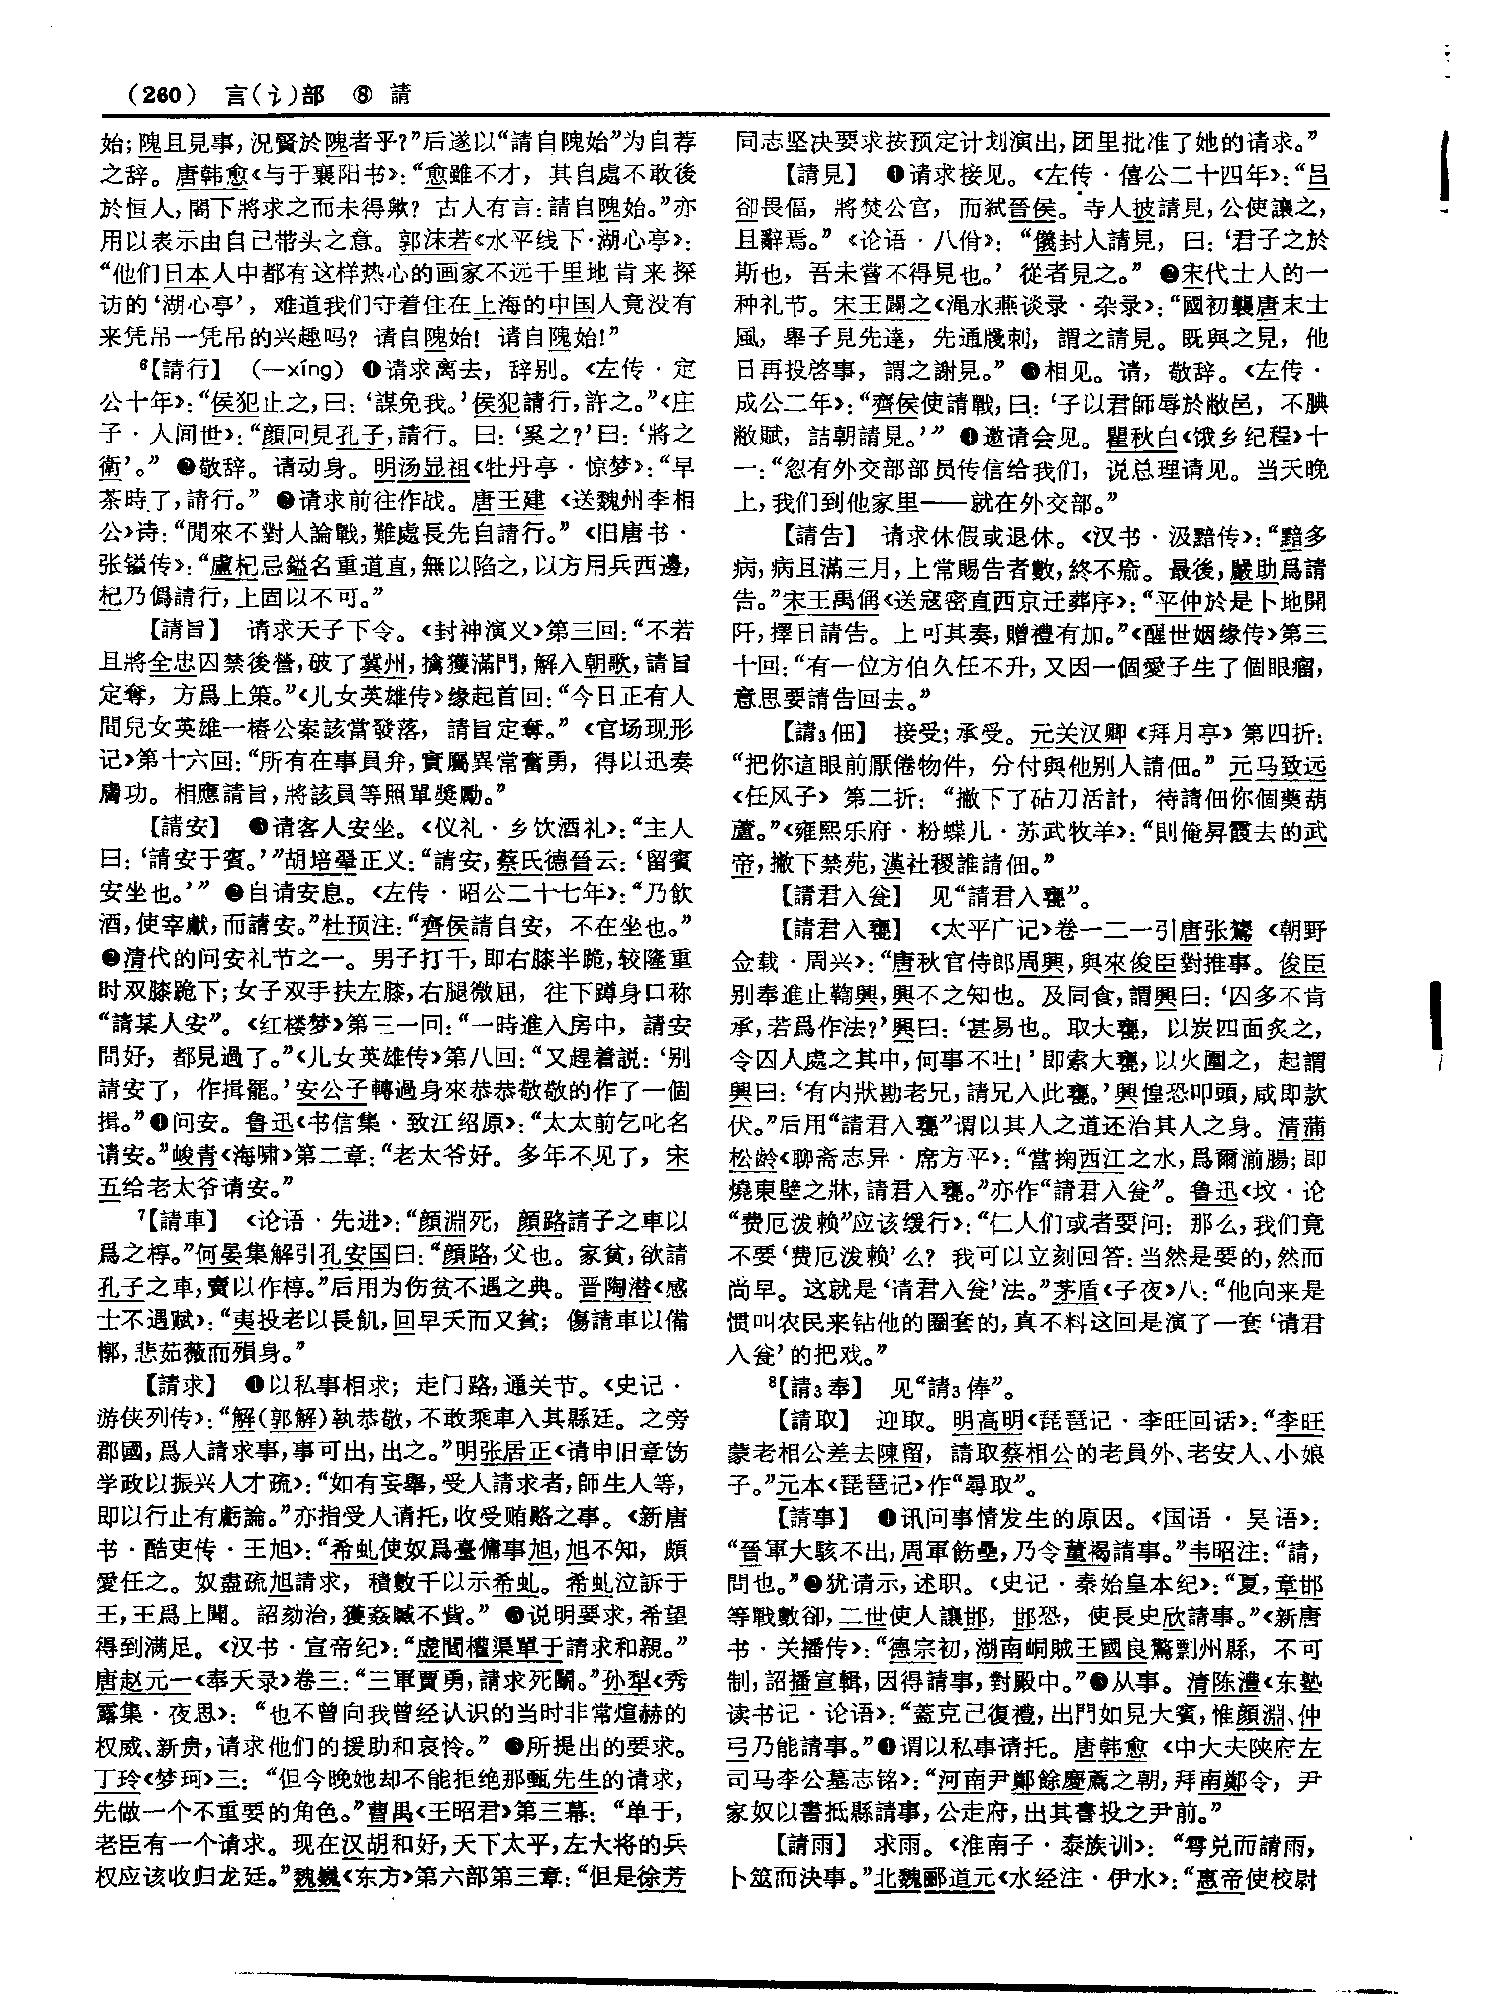 （260） 言(讠)部 ⑧ 請
始；隗且見事，況賢於隗者乎？”后遂以“請自隗始”为自荐
之辞。唐韩愈《与于襄阳书》：“愈雖不才，其自處不敢後
於恒人，閣下將求之而未得歟？古人有言：請自隗始。”亦
用以表示由自己带头之意。郭沫若《水平线下·湖心亭》：
“他们日本人中都有这样热心的画家不远千里地肯来探
访的‘湖心亭’，难道我们守着住在上海的中国人竟没有
来凭吊一凭吊的兴趣吗？请自隗始！请自隗始！”
6【請行】（—xíng）❶请求离去，辞别。《左传·定
公十年》：“侯犯止之，曰：‘謀免我。’侯犯請行，許之。”《庄
子·人间世》：“顔回見孔子，請行。曰：‘奚之？’曰：‘將之
衛’。”❷敬辞。请动身。明汤显祖《牡丹亭·惊梦》：“早
茶時了，請行。”❸请求前往作战。唐王建《送魏州李相
公》诗：“閒來不對人論戰，難處長先自請行。”《旧唐书·
张镒传》：“盧杞忌鎰名重道直，無以陷之，以方用兵西邊，
杞乃僞請行，上固以不可。”
【請旨】 请求天子下令。《封神演义》第三回：“不若
且將全忠囚禁後營，破了冀州，擒獲滿門，解入朝歌，請旨
定奪，方爲上策。”《儿女英雄传》缘起首回：“今日正有人
間兒女英雄一樁公案該當發落，請旨定奪。”《官场现形
记》第十六回：“所有在事員弁，實屬異常奮勇，得以迅奏
膚功。相應請旨，將該員等照單獎勵。”
【請安】 ❶请客人安坐。《仪礼·乡饮酒礼》：“主人
曰：‘請安于賓。’”胡培翬正义：“請安，蔡氏德晉云：‘留賓
安坐也。’”❷自请安息。《左传·昭公二十七年》：“乃飲
酒，使宰獻，而請安。”杜预注：“齊侯請自安，不在坐也。”
❸清代的问安礼节之一。男子打千，即右膝半跪，较隆重
时双膝跪下；女子双手扶左膝，右腿微屈，往下蹲身口称
“請某人安”。《红楼梦》第三一回：“一時進入房中，請安
問好，都見過了。”《儿女英雄传》第八回：“又趕着説：‘别
請安了，作揖罷。’安公子轉過身來恭恭敬敬的作了一個
揖。”❹问安。鲁迅《书信集·致江绍原》：“太太前乞叱名
请安。”峻青《海啸》第二章：“老太爷好。多年不见了，宋
五给老太爷请安。”
7【請車】 《论语·先进》：“顔淵死，顔路請子之車以
爲之椁。”何晏集解引孔安国曰：“顔路，父也。家貧，欲請
孔子之車，賣以作椁。”后用为伤贫不遇之典。晋陶潜《感
士不遇赋》：“夷投老以長飢，回早夭而又貧；傷請車以備
槨，悲茹薇而殞身。”
【請求】 ❶以私事相求；走门路，通关节。《史记·
游侠列传》：“解(郭解)執恭敬，不敢乘車入其縣廷。之旁
郡國，爲人請求事，事可出，出之。”明张居正《请申旧章饬
学政以振兴人才疏》：“如有妄舉，受人請求者，師生人等，
即以行止有虧論。”亦指受人请托，收受贿赂之事。《新唐
书·酷吏传·王旭》：“希虬使奴爲臺傭事旭，旭不知，頗
愛任之。奴盡疏旭請求，積數千以示希虬。希虬泣訴于
王，王爲上聞。詔劾治，獲姦贓不貲。”❷说明要求，希望
得到满足。《汉书·宣帝纪》：“虚閭權渠單于請求和親。”
唐赵元一《奉天录》卷三：“三軍賈勇，請求死鬭。”孙犁《秀
露集·夜思》：“也不曾向我曾经认识的当时非常煊赫的
权威、新贵，请求他们的援助和哀怜。”❸所提出的要求。
丁玲《梦珂》三：“但今晚她却不能拒绝那甄先生的请求，
先做一个不重要的角色。”曹禺《王昭君》第三幕：“单于，
老臣有一个请求。现在汉胡和好，天下太平，左大将的兵
权应该收归龙廷。”魏巍《东方》第六部第三章：“但是徐芳
同志坚决要求按预定计划演出，团里批准了她的请求。”
【請見】 ❶请求接见。《左传·僖公二十四年》：“吕
卻畏偪，將焚公宫，而弑晉侯。寺人披請見，公使讓之，
且辭焉。”《论语·八佾》：“儀封人請見，曰：‘君子之於
斯也，吾未嘗不得見也。’從者見之。”❷宋代士人的一
种礼节。宋王闢之《渑水燕谈录·杂录》：“國初襲唐末士
風，舉子見先達，先通牋刺，謂之請見。既與之見，他
日再投啓事，謂之謝見。”❸相见。请，敬辞。《左传·
成公二年》：“齊侯使請戰，曰：‘子以君師辱於敝邑，不腆
敝賦，詰朝請見。’”❹邀请会见。瞿秋白《饿乡纪程》十
一：“忽有外交部部员传信给我们，说总理请见。当天晚
上，我们到他家里——就在外交部。”
【請告】 请求休假或退休。《汉书·汲黯传》：“黯多
病，病且滿三月，上常賜告者數，終不瘉。最後，嚴助爲請
告。”宋王禹偁《送寇密直西京迁葬序》：“平仲於是卜地開
阡，擇日請告。上可其奏，贈禮有加。”《醒世姻缘传》第三
十回：“有一位方伯久任不升，又因一個愛子生了個眼瘤，
意思要請告回去。”
【請3佃】 接受；承受。元关汉卿《拜月亭》第四折：
“把你這眼前厭倦物件，分付與他别人請佃。”元马致远
《任风子》第二折：“撇下了砧刀活計，待請佃你個藥葫
蘆。”《雍熙乐府·粉蝶儿·苏武牧羊》：“則俺昇霞去的武
帝，撇下禁苑，漢社稷誰請佃。”
【請君入瓮】 见“請君入甕”。
【請君入甕】 《太平广记》卷一二一引唐张鷟《朝野
佥载·周兴》：“唐秋官侍郎周興，與來俊臣對推事。俊臣
别奉進止鞫興，興不之知也。及同食，謂興曰：‘囚多不肯
承，若爲作法？’興曰：‘甚易也。取大甕，以炭四面炙之，
令囚人處之其中，何事不吐！’即索大甕，以火圍之，起謂
興曰：‘有内狀勘老兄，請兄入此甕。’興惶恐叩頭，咸即款
伏。”后用“請君入甕”谓以其人之道还治其人之身。清蒲
松龄《聊斋志异·席方平》：“當掬西江之水，爲爾湔腸；即
燒東壁之牀，請君入甕。”亦作“請君入瓮”。鲁迅《坟·论
“费厄泼赖”应该缓行》：“仁人们或者要问：那么，我们竟
不要‘费厄泼赖’么？我可以立刻回答：当然是要的，然而
尚早。这就是‘请君入瓮’法。”茅盾《子夜》八：“他向来是
惯叫农民来钻他的圈套的，真不料这回是演了一套‘请君
入瓮’的把戏。”
8【請3奉】 见“請3俸”。
【請取】 迎取。明高明《琵琶记·李旺回话》：“李旺
蒙老相公差去陳留，請取蔡相公的老員外、老安人、小娘
子。”元本《琵琶记》作“尋取”。
【請事】 ❶讯问事情发生的原因。《国语·吴语》：
“晉軍大駭不出，周軍飭壘，乃令董褐請事。”韦昭注：“請，
問也。”❷犹请示，述职。《史记·秦始皇本纪》：“夏，章邯
等戰數卻，二世使人讓邯，邯恐，使長史欣請事。”《新唐
书·关播传》：“德宗初，湖南峒賊王國良驚剽州縣，不可
制，詔播宣輯，因得請事，對殿中。”❸从事。清陈澧《东塾
读书记·论语》：“蓋克己復禮，出門如見大賓，惟顔淵、仲
弓乃能請事。”❹谓以私事请托。唐韩愈《中大夫陕府左
司马李公墓志铭》：“河南尹鄭餘慶薦之朝，拜南鄭令，尹
家奴以書抵縣請事，公走府，出其書投之尹前。”
【請雨】 求雨。《淮南子·泰族训》：“雩兑而請雨，
卜筮而決事。”北魏郦道元《水经注·伊水》：“惠帝使校尉